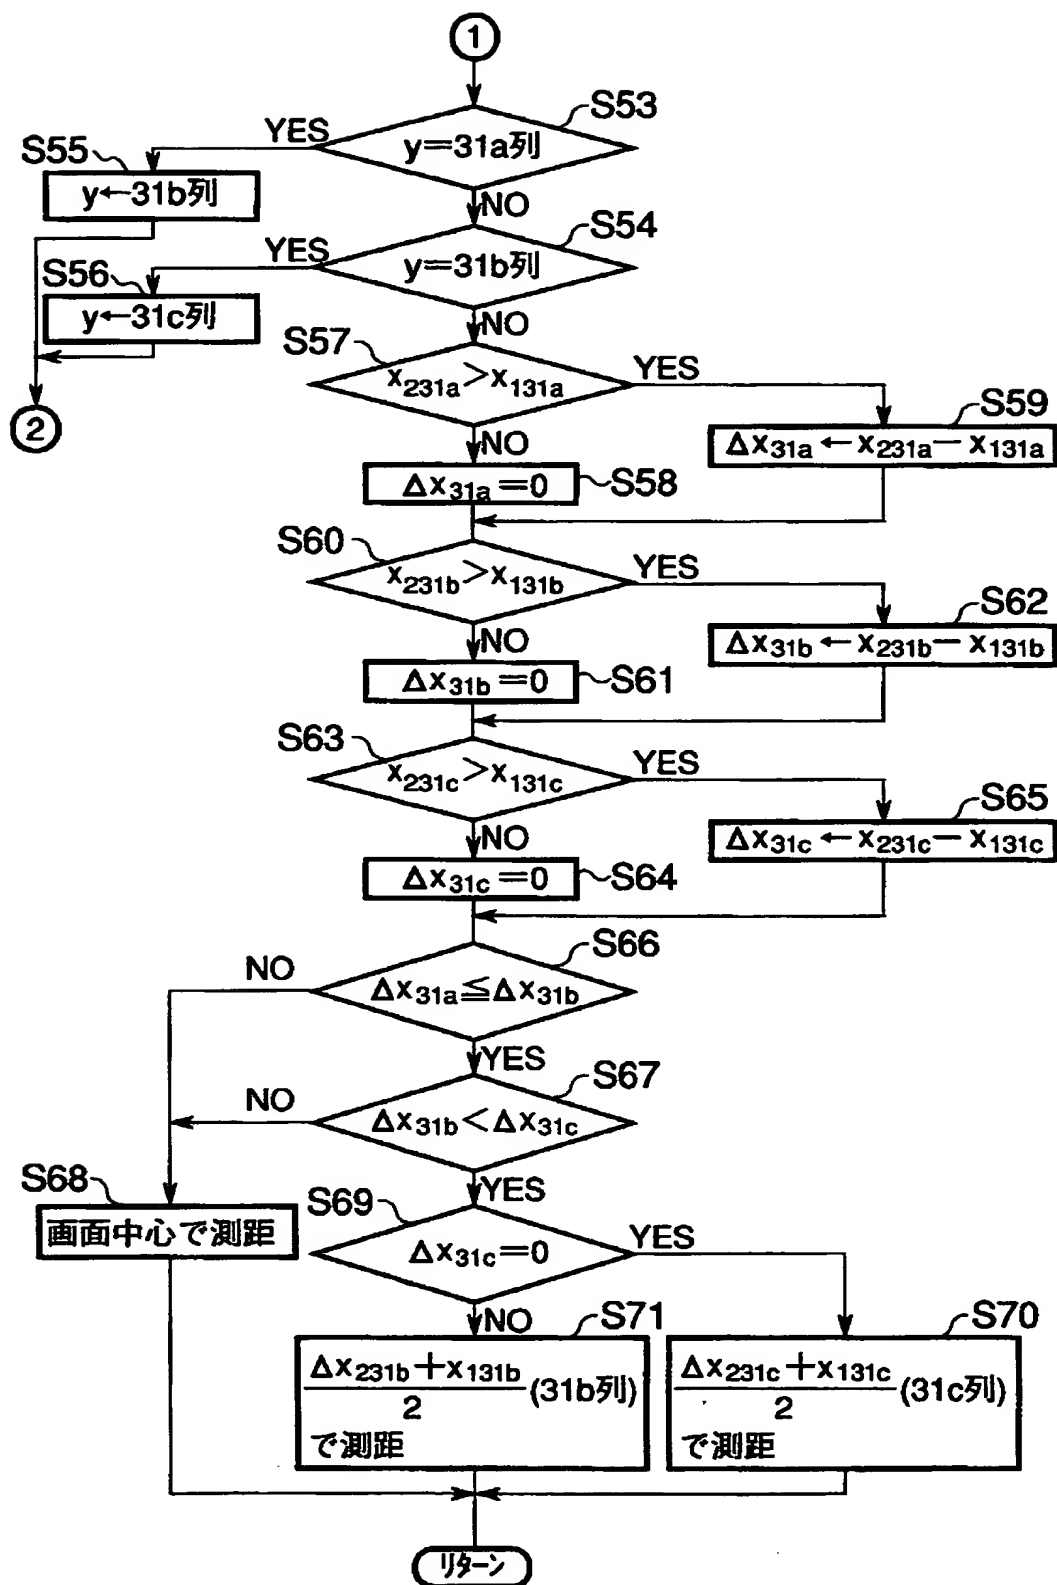 1
S53
YES
y=31a列
S55
y←31b列
NO
S54
YES
y=31b列
S56
y←31c列
NO
2
S57
x231a>x131a
YES
S59
Δx31a←x231a−x131a
NO
Δx31a=0
S58
S60
x231b>x131b
YES
S62
Δx31b←x231b−x131b
NO
Δx31b=0
S61
S63
x231c>x131c
YES
S65
Δx31c←x231c−x131c
NO
Δx31c=0
S64
S66
NO
Δx31a≦Δx31b
YES
S67
NO
Δx31b<Δx31c
YES
S68
画面中心で測距
S69
Δx31c=0
YES
NO
S71
Δx231b+x131b
2
(31b列)
で測距
S70
Δx231c+x131c
2
(31c列)
で測距
リターン